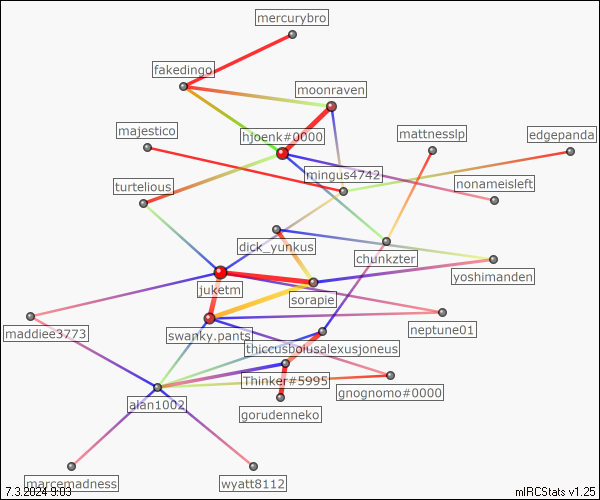 mercurybro
fakedingo
moonraven
majestico
hjoenk#0000
mattnesslp
edgepanda
mingus4742
turtelious
nonameisleft
dick_yunkus
chunkzter
yoshimanden
juketm
sorapie
maddiee3773
swanky.pants
neptune01
thiccusbolusalexusjoneus
Thinker#5995
gnognomo#0000
alan1002
gorudenneko
marcemadness
wyatt8112
7.3.2024 9:03
mIRCStats v1.25